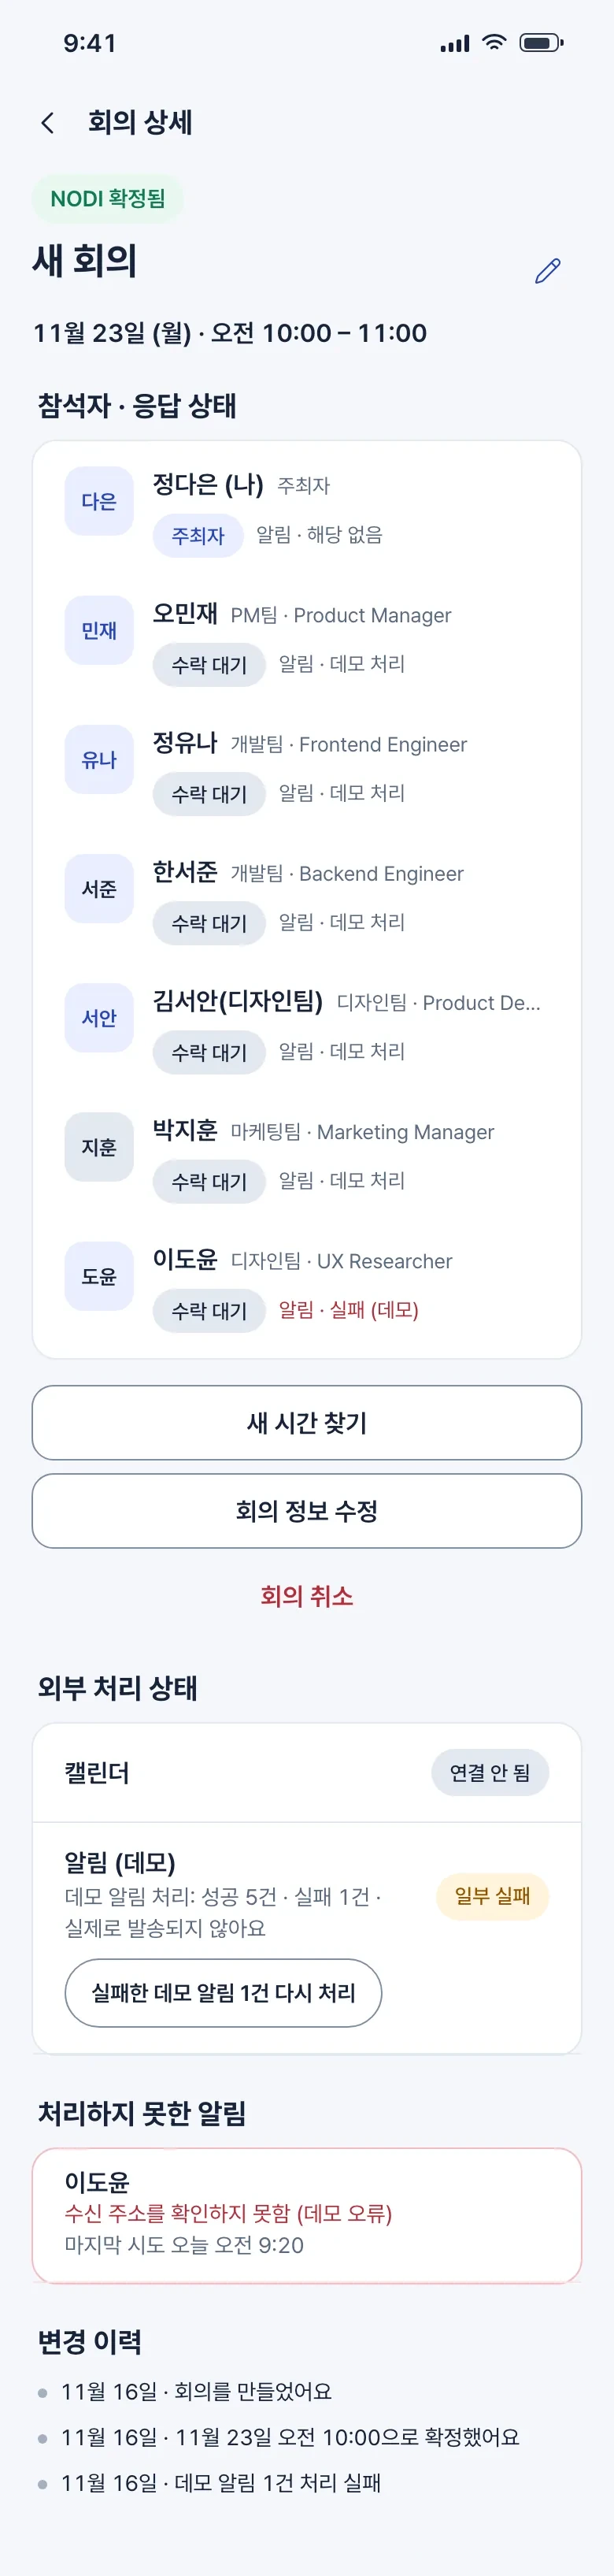 9:41
회의 상세
NODI 확정됨
새 회의
11월 23일 (월) · 오전 10:00 – 11:00
참석자 · 응답 상태
다은
정다은 (나) 주최자
주최자 알림 · 해당 없음
민재
오민재 PM팀 · Product Manager
수락 대기 알림 · 데모 처리
유나
정유나 개발팀 · Frontend Engineer
수락 대기 알림 · 데모 처리
서준
한서준 개발팀 · Backend Engineer
수락 대기 알림 · 데모 처리
서안
김서안(디자인팀) 디자인팀 · Product De...
수락 대기 알림 · 데모 처리
지훈
박지훈 마케팅팀 · Marketing Manager
수락 대기 알림 · 데모 처리
도윤
이도윤 디자인팀 · UX Researcher
수락 대기 알림 · 실패 (데모)
새 시간 찾기
회의 정보 수정
회의 취소
외부 처리 상태
캘린더 연결 안 됨
알림 (데모)
데모 알림 처리: 성공 5건 · 실패 1건 ·
실제로 발송되지 않아요
일부 실패
실패한 데모 알림 1건 다시 처리
처리하지 못한 알림
이도윤
수신 주소를 확인하지 못함 (데모 오류)
마지막 시도 오늘 오전 9:20
변경 이력
11월 16일 · 회의를 만들었어요
11월 16일 · 11월 23일 오전 10:00으로 확정했어요
11월 16일 · 데모 알림 1건 처리 실패